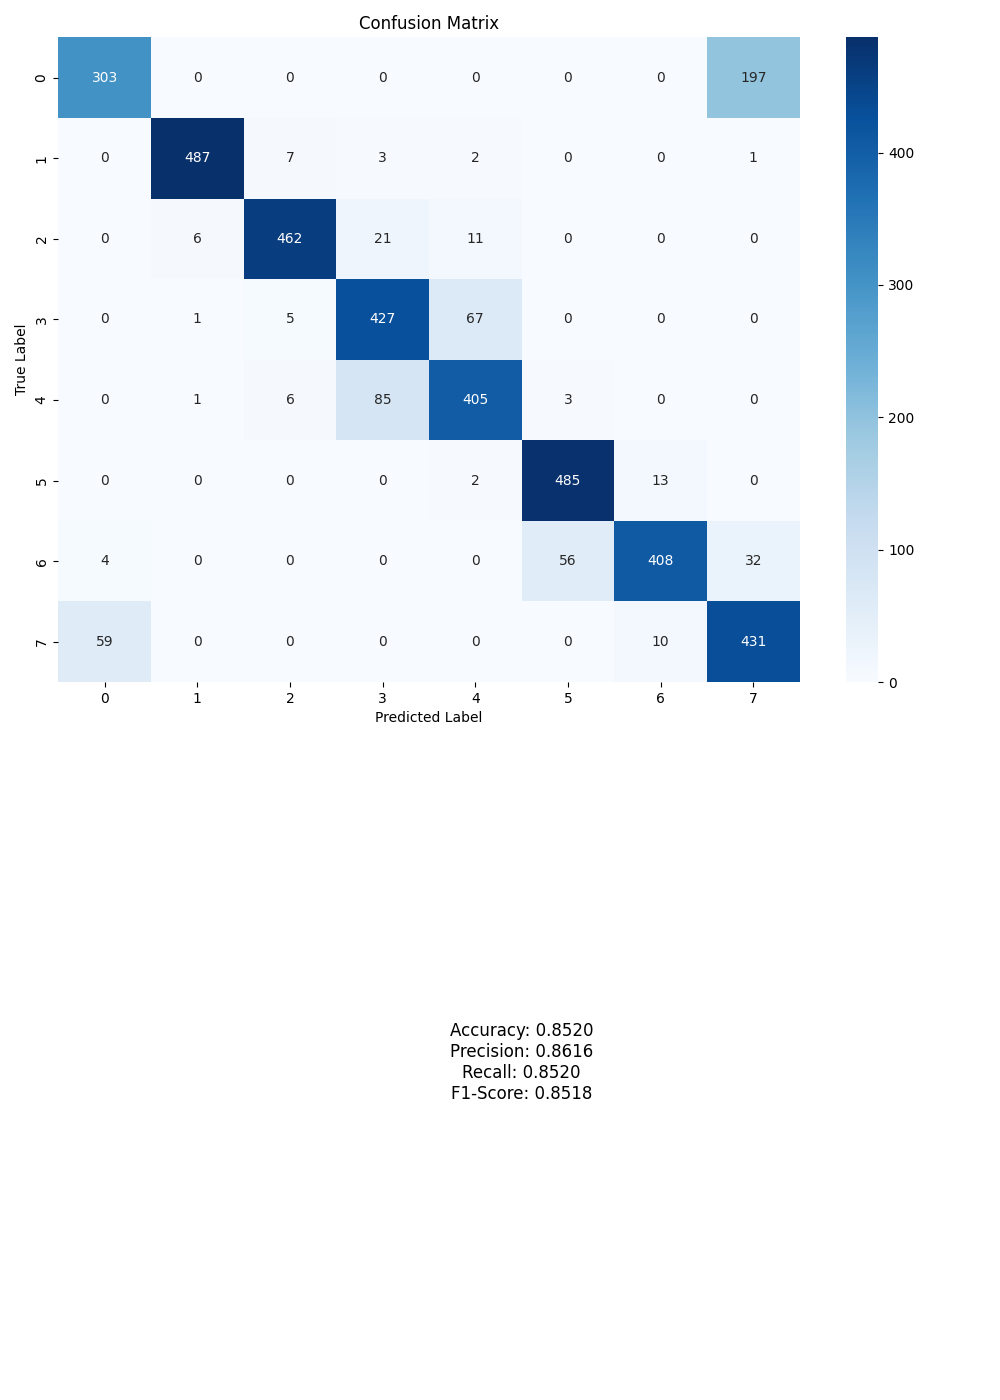 Confusion Matrix
0 303 0 0 0 0 0 0 197
1 0 487 7 3 2 0 0 1
2 0 6 462 21 11 0 0 0
3 0 1 5 427 67 0 0 0
4 0 1 6 85 405 3 0 0
5 0 0 0 0 2 485 13 0
6 4 0 0 0 0 56 408 32
7 59 0 0 0 0 0 10 431
True Label
0 1 2 3 4 5 6 7
Predicted Label
400
300
200
100
0
Accuracy: 0.8520
Precision: 0.8616
Recall: 0.8520
F1-Score: 0.8518